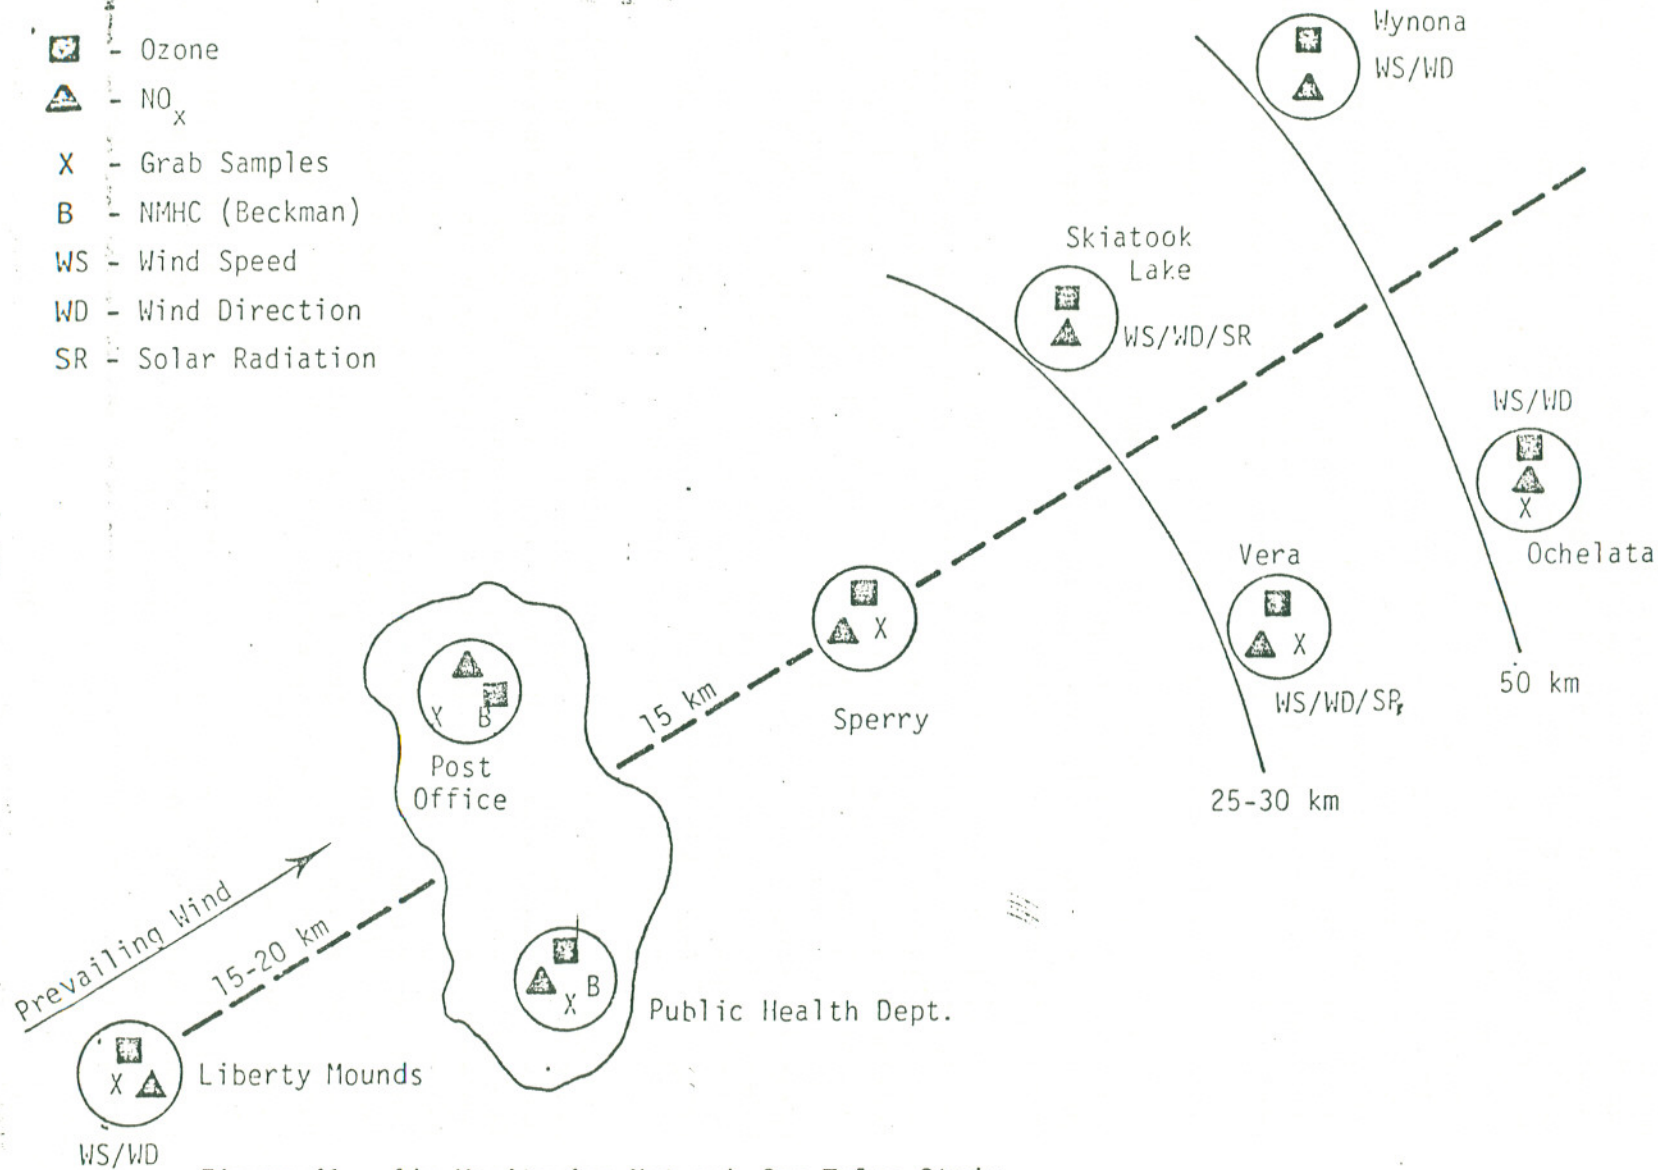 - Ozone
- NOx
X - Grab Samples
B - NMHC (Beckman)
WS - Wind Speed
WD - Wind Direction
SR - Solar Radiation
Wynona
WS/WD
Skiatook
Lake
WS/WD/SR
WS/WD
X
Ochelata
50 km
Vera
X
WS/WD/SR
25-30 km
X
Sperry
15 km
X B
Post
Office
Prevailing Wind
15-20 km
B
X
Public Health Dept.
X
Liberty Mounds
WS/WD